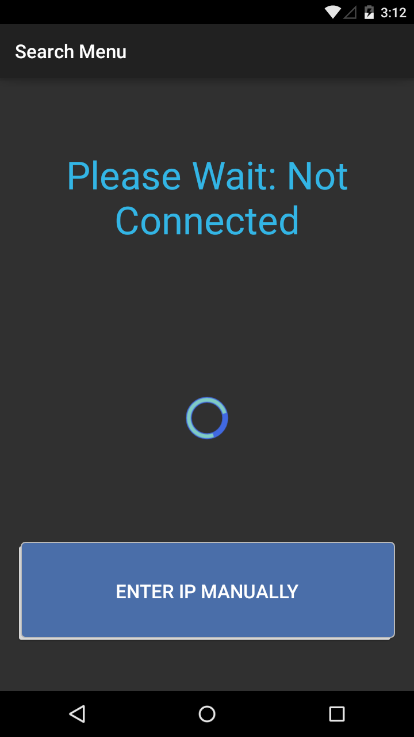 3:12
Search Menu
Please Wait: Not
Connected
ENTER IP MANUALLY